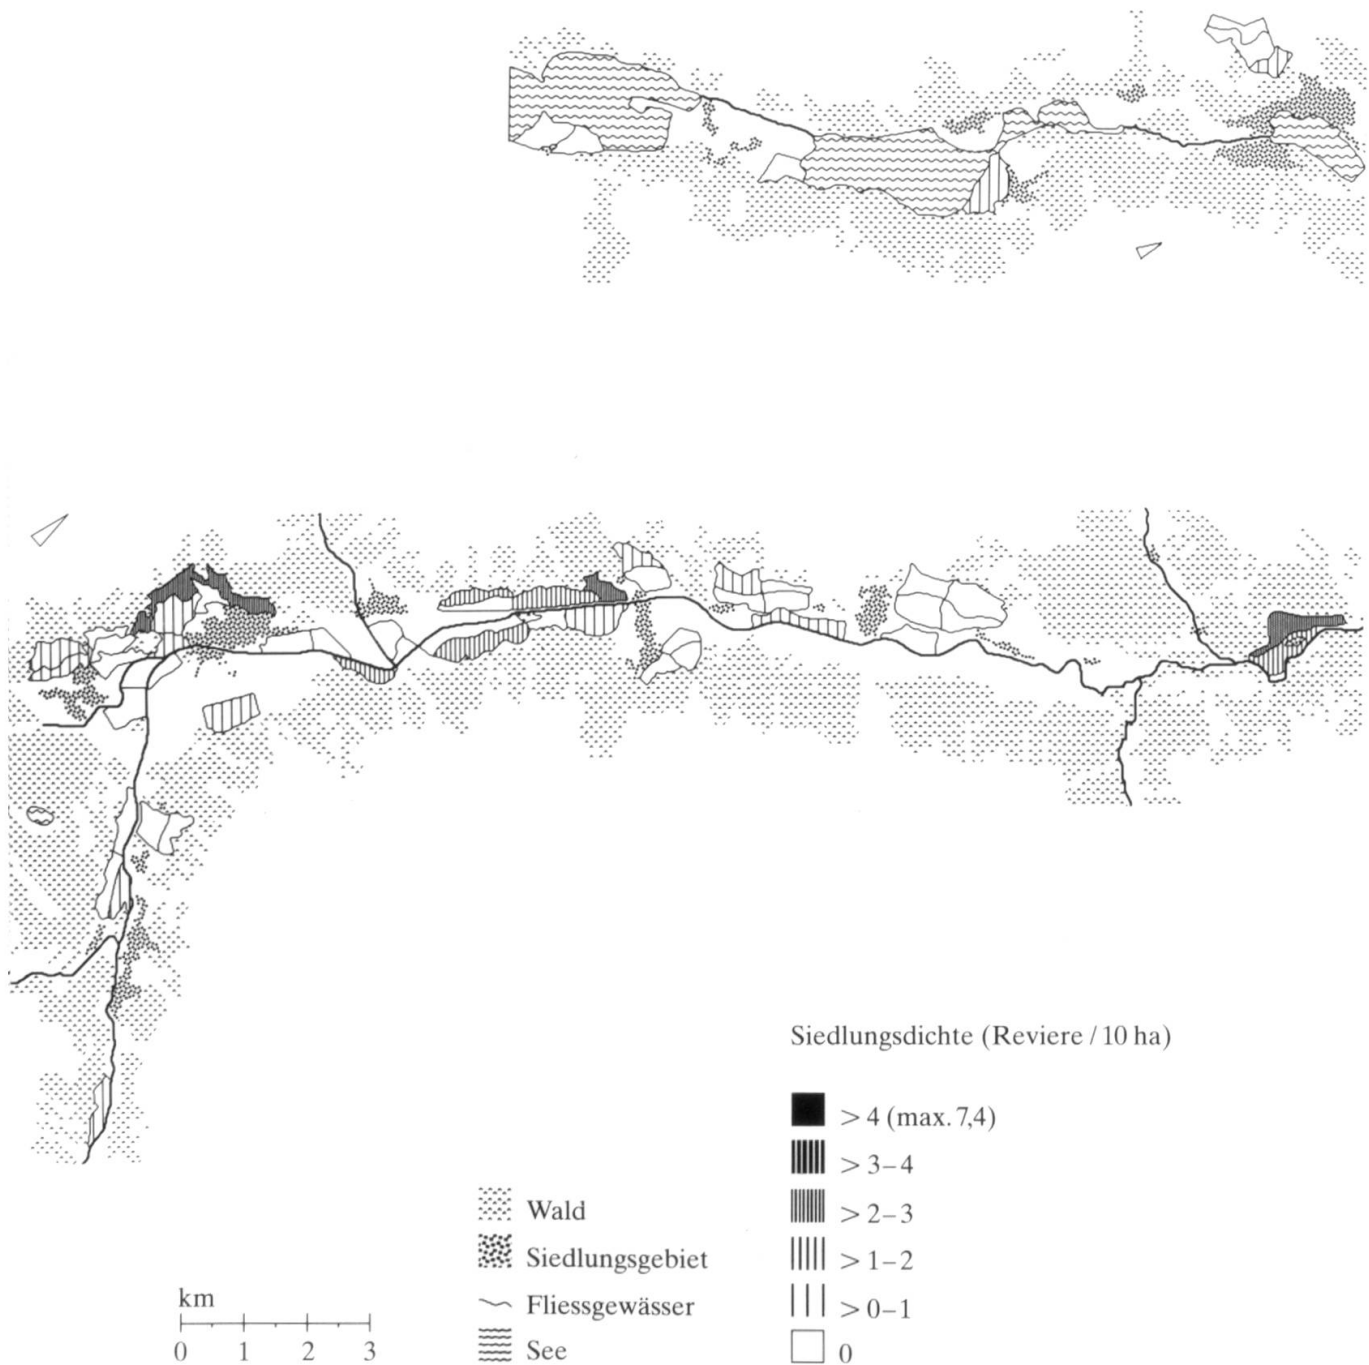 Siedlungsdichte (Reviere / 10 ha)
> 4 (max. 7,4)
> 3–4
> 2–3
> 1–2
> 0–1
0
Wald
Siedlungsgebiet
Fliessgewässer
See
km
0 1 2 3